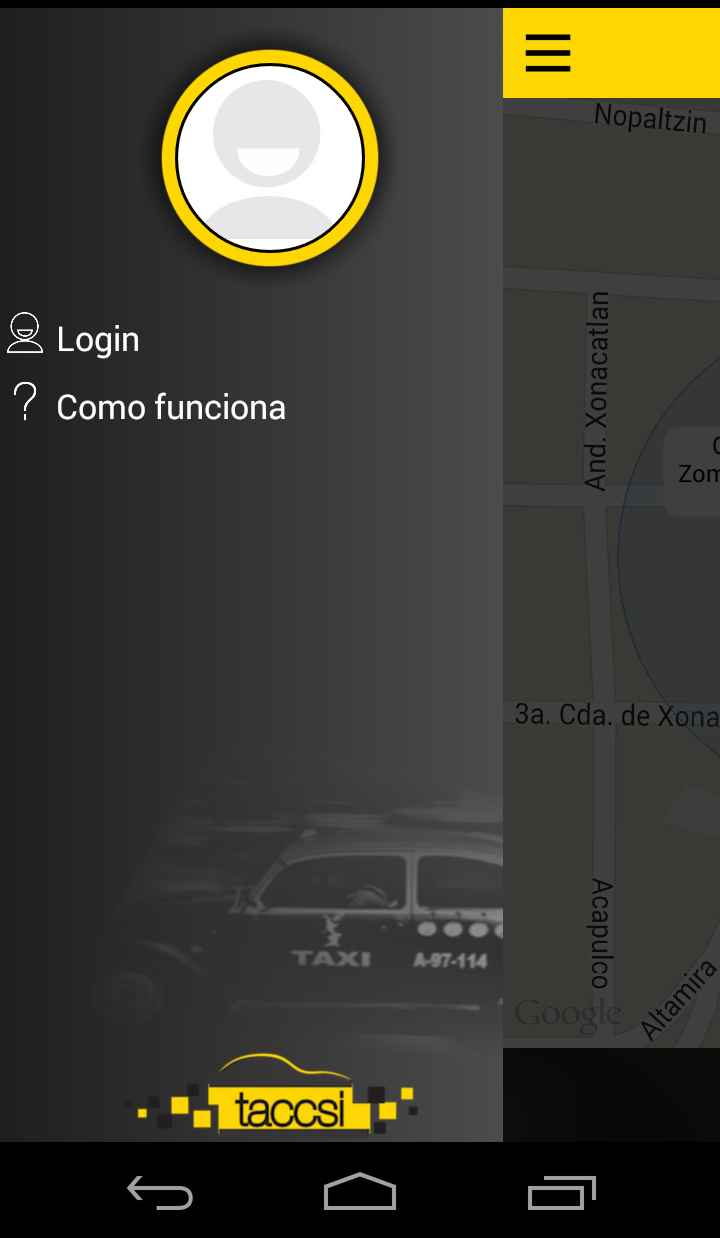 Nopaltzin
And. Xonacatlan
Zom
3a. Cda. de Xona
Login
Como funciona
TAXI
A-97-114
Acapulco
Altamira
Google
taccsi